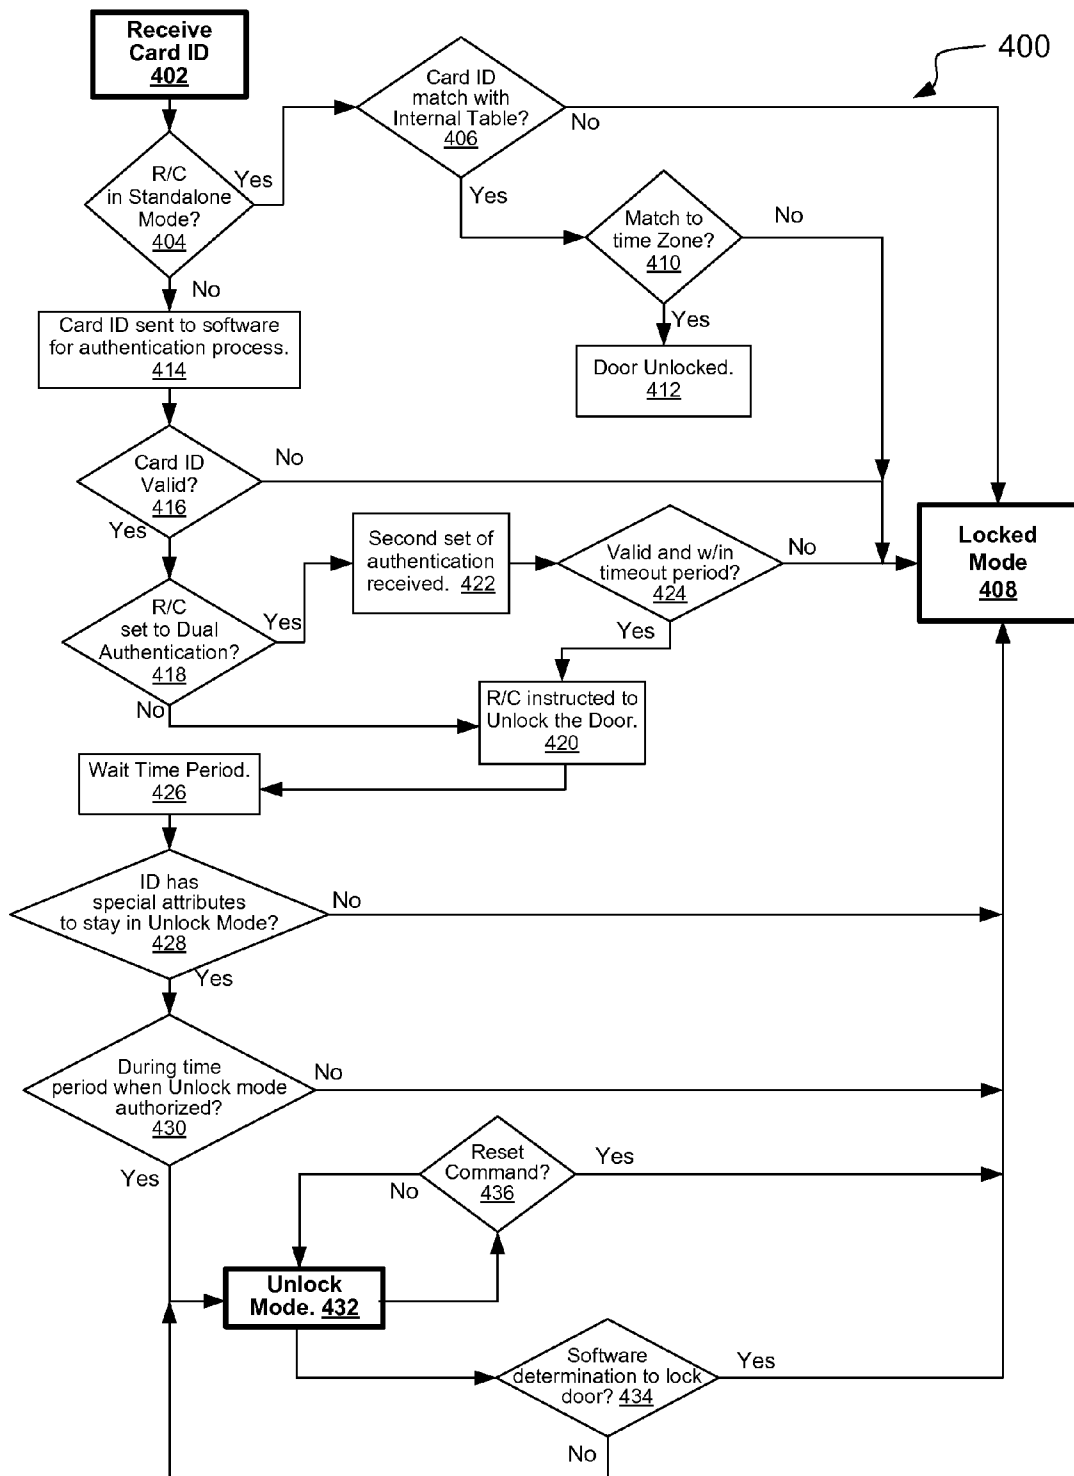 Receive
Card ID
402
400
Card ID
match with
Internal Table?
406
No
Yes
R/C
in Standalone
Mode?
404
Yes
No
Match to
time Zone?
410
No
Yes
Door Unlocked.
412
Card ID sent to software
for authentication process.
414
Card ID
Valid?
416
No
Yes
Second set of
authentication
received. 422
Valid and w/in
timeout period?
424
No
Yes
Locked
Mode
408
R/C
set to Dual
Authentication?
418
Yes
No
R/C instructed to
Unlock the Door.
420
Wait Time Period.
426
ID has
special attributes
to stay in Unlock Mode?
428
No
Yes
During time
period when Unlock mode
authorized?
430
No
Yes
Reset
Command?
436
Yes
No
Unlock
Mode. 432
Software
determination to lock
door? 434
Yes
No